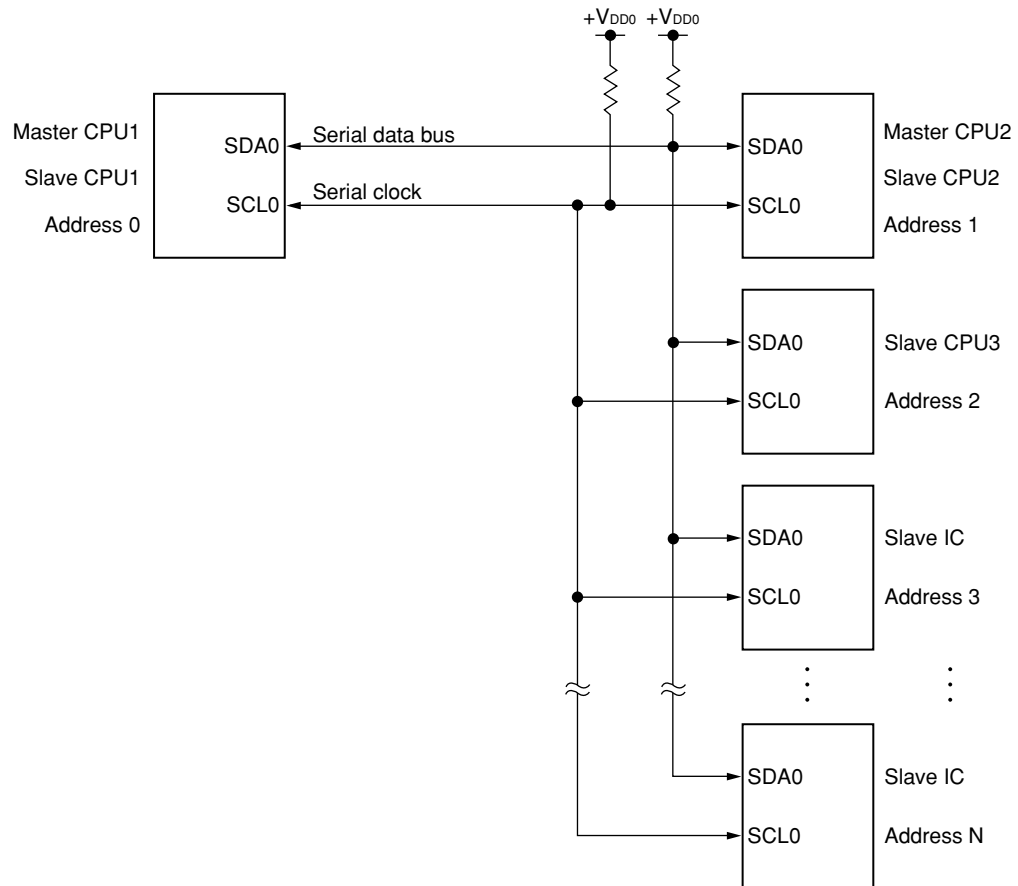 +VDD0 +VDD0
Master CPU1
Slave CPU1
Address 0
SDA0
SCL0
Serial data bus
Serial clock
SDA0
SCL0
Master CPU2
Slave CPU2
Address 1
SDA0
SCL0
Slave CPU3
Address 2
SDA0
SCL0
Slave IC
Address 3
SDA0
SCL0
Slave IC
Address N